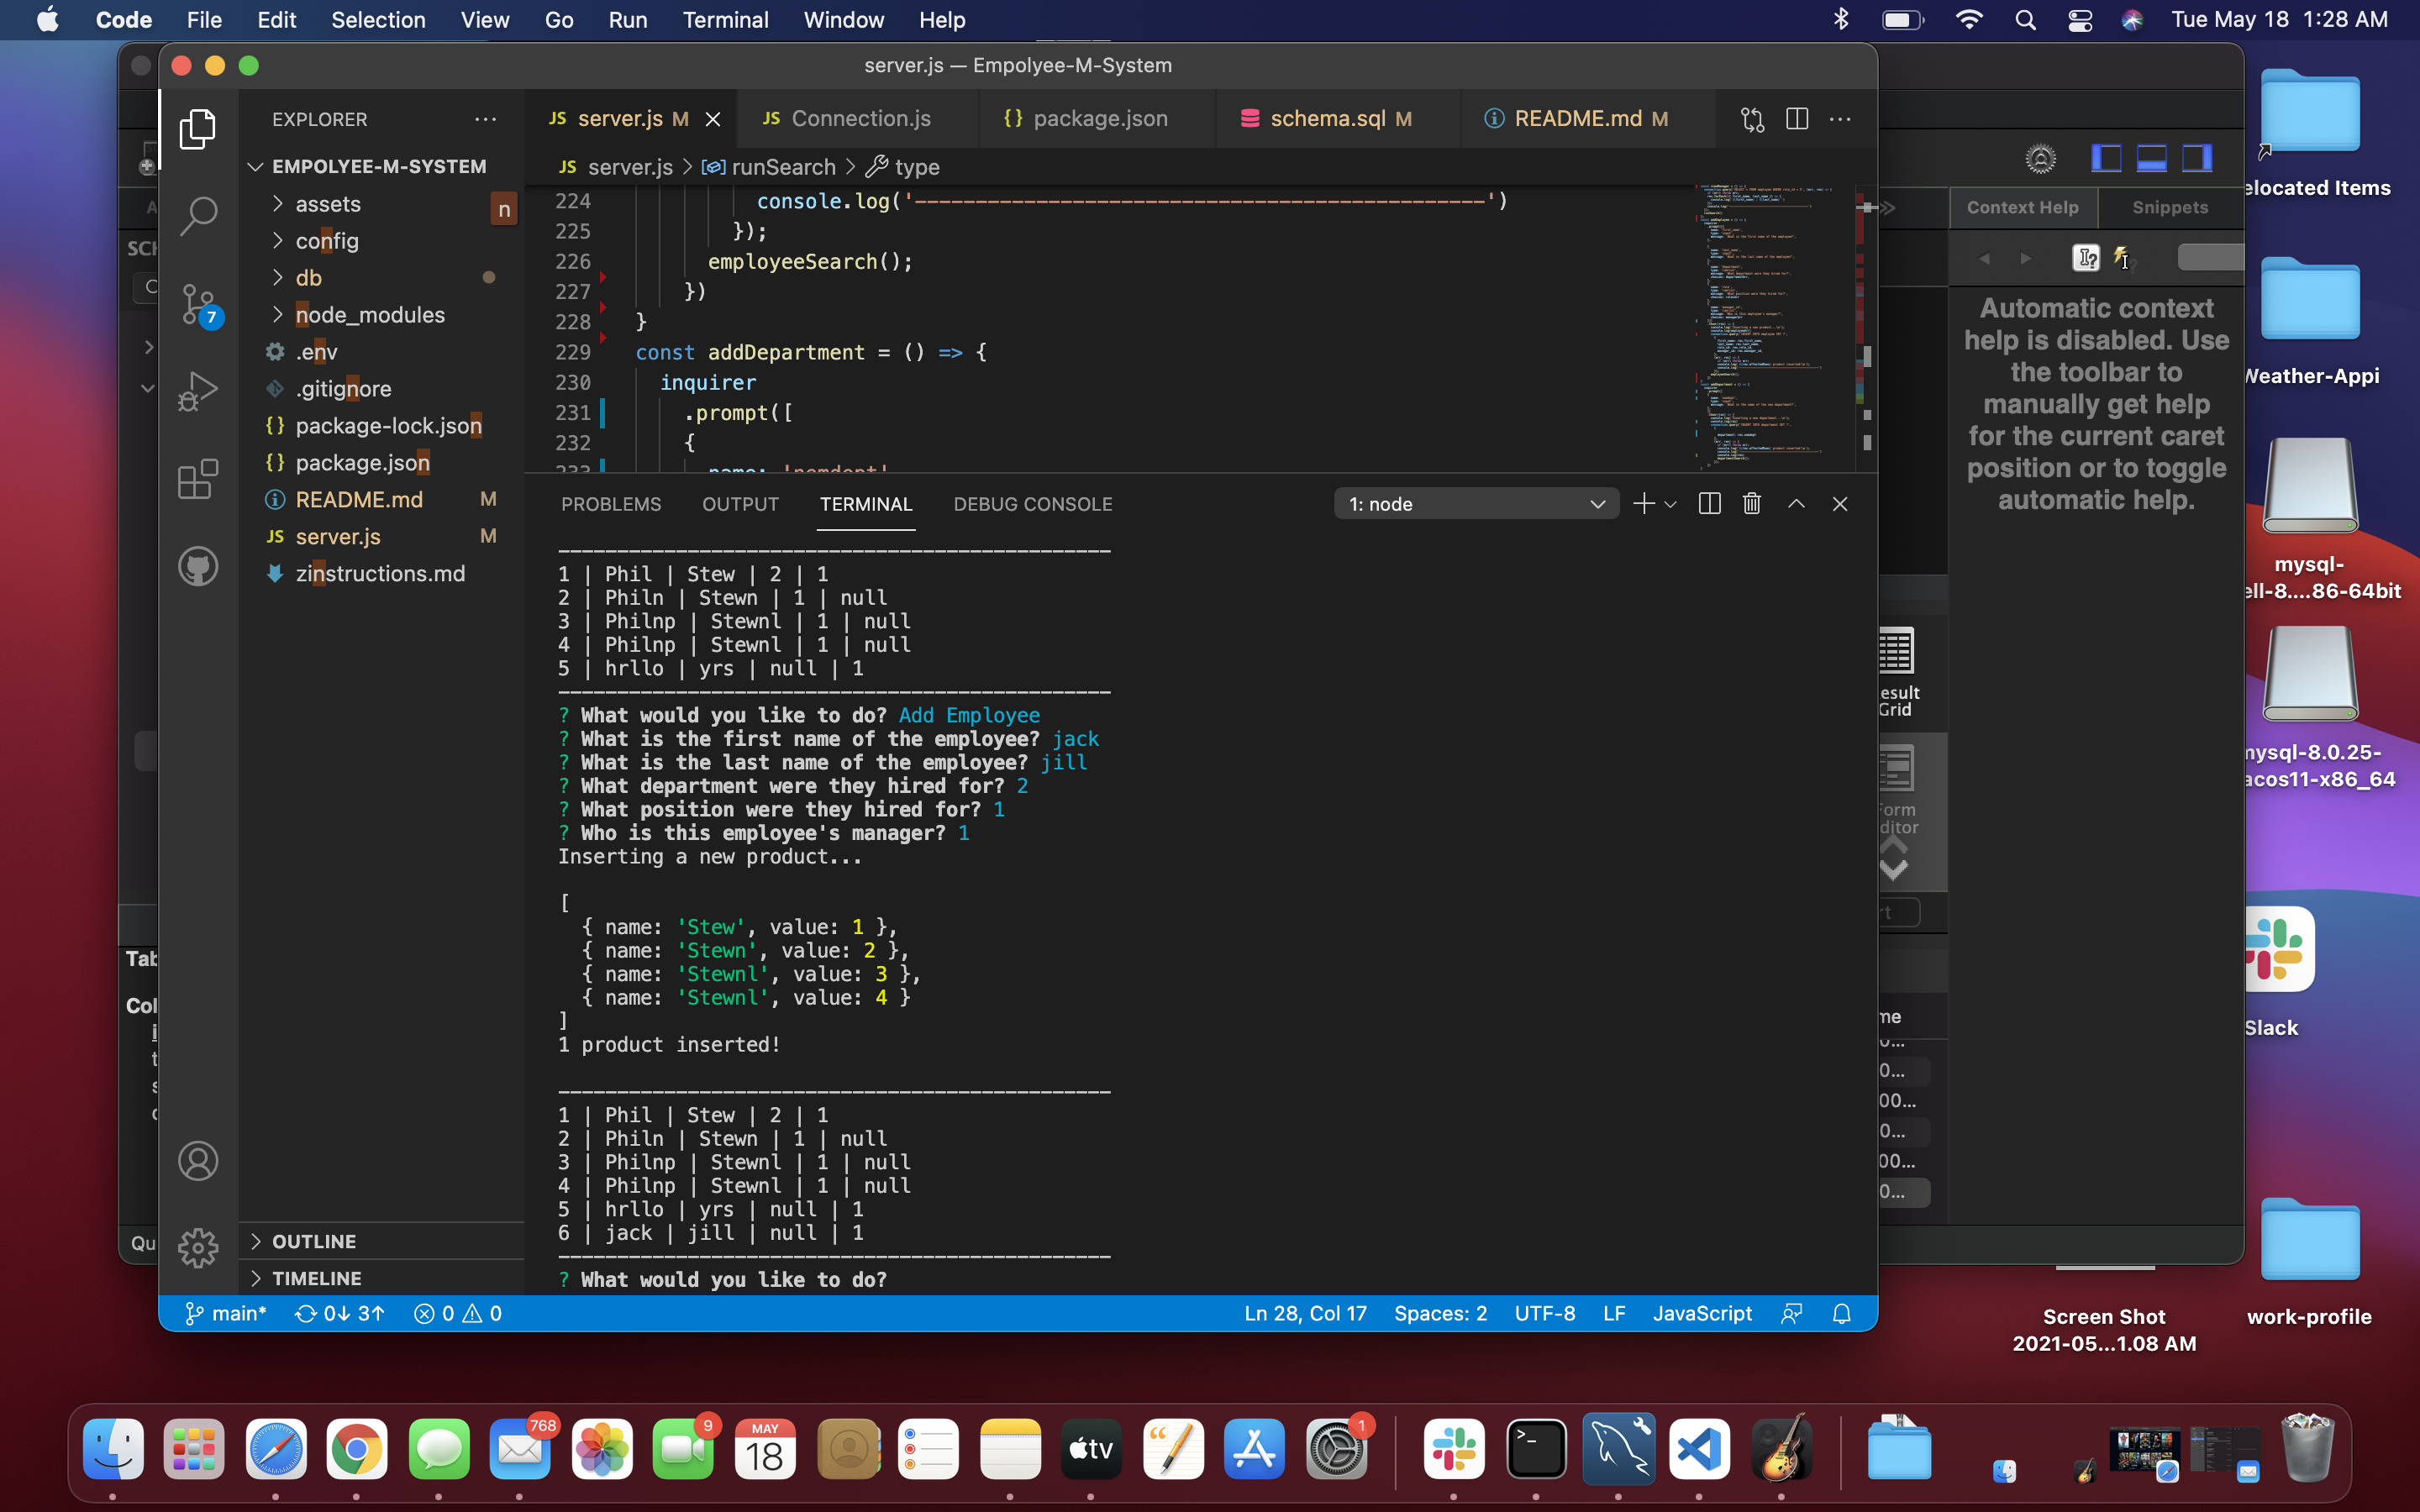 Code File Edit Selection View Go Run Terminal Window Help Tue May 18 1:28 AM
server.js — Empolyee-M-System
EXPLORER
EMPOLYEE-M-SYSTEM
assets
config
db
node_modules
.env
.gitignore
package-lock.json
package.json
README.md M
server.js M
zinstructions.md
OUTLINE
TIMELINE
7
n
JS server.js M
JS Connection.js
{} package.json
schema.sql M
README.md M
JS server.js > runSearch > type
224 console.log('-----------------------------------------------')
225 });
226 employeeSearch();
227 })
228 }
229 const addDepartment = () => {
230 inquirer
231 .prompt([
232 {
PROBLEMS OUTPUT TERMINAL DEBUG CONSOLE 1: node
-----------------------------------------------
1 | Phil | Stew | 2 | 1
2 | Philn | Stewn | 1 | null
3 | Philnp | Stewnl | 1 | null
4 | Philnp | Stewnl | 1 | null
5 | hrllo | yrs | null | 1
-----------------------------------------------
? What would you like to do? Add Employee
? What is the first name of the employee? jack
? What is the last name of the employee? jill
? What department were they hired for? 2
? What position were they hired for? 1
? Who is this employee's manager? 1
Inserting a new product...
[
{ name: 'Stew', value: 1 },
{ name: 'Stewn', value: 2 },
{ name: 'Stewnl', value: 3 },
{ name: 'Stewnl', value: 4 }
]
1 product inserted!
-----------------------------------------------
1 | Phil | Stew | 2 | 1
2 | Philn | Stewn | 1 | null
3 | Philnp | Stewnl | 1 | null
4 | Philnp | Stewnl | 1 | null
5 | hrllo | yrs | null | 1
6 | jack | jill | null | 1
-----------------------------------------------
? What would you like to do?
main* 0↓ 3↑ 0 0 Ln 28, Col 17 Spaces: 2 UTF-8 LF JavaScript
Context Help Snippets
Automatic context
help is disabled. Use
the toolbar to
manually get help
for the current caret
position or to toggle
automatic help.
esult
Grid
Form
ditor
SCH
Tab
Col
Qu
elocated Items
Weather-Appi
mysql-
ell-8....86-64bit
mysql-8.0.25-
acos11-x86_64
Slack
work-profile
Screen Shot
2021-05...1.08 AM
768
9
MAY
18
tv
1